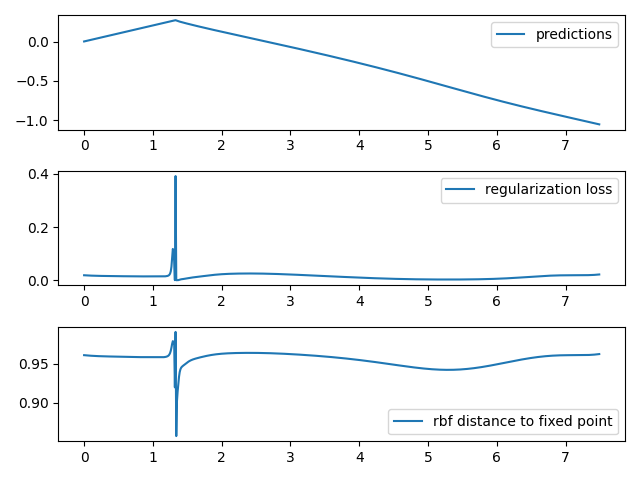 0.0
−0.5
−1.0
predictions
0 1 2 3 4 5 6 7
0.4
0.2
0.0
regularization loss
0 1 2 3 4 5 6 7
0.95
0.90
rbf distance to fixed point
0 1 2 3 4 5 6 7